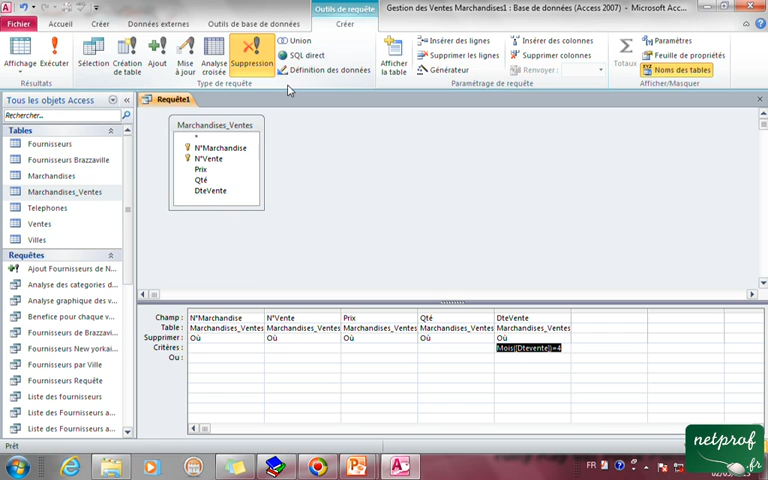 Outils de requête
Gestion des Ventes Marchandises1 : Base de données (Access 2007) - Microsoft Acc...
Fichier
Accueil
Créer
Données externes
Outils de base de données
Créer
Affichage
Exécuter
Résultats
Sélection
Création de table
Ajout
Mise à jour
Analyse croisée
Suppression
Union
SQL direct
Définition des données
Type de requête
Afficher la table
Insérer des lignes
Supprimer les lignes
Générateur
Insérer des colonnes
Supprimer colonnes
Renvoyer :
Paramétrage de requête
Totaux
Paramètres
Feuille de propriétés
Noms des tables
Afficher/Masquer
Tous les objets Access
Rechercher...
Tables
Fournisseurs
Fournisseurs Brazzaville
Marchandises
Marchandises_Ventes
Telephones
Ventes
Villes
Requêtes
Ajout Fournisseurs de N...
Analyse des categories d...
Analyse graphique des v...
Benefice pour chaque v...
Fournisseurs de Brazzavi...
Fournisseurs New yorkai...
Fournisseurs par Ville
Fournisseurs Requête
Liste des fournisseurs
Liste des Fournisseurs a...
Liste des Fournisseurs a...
Requête1
Marchandises_Ventes
*
N°Marchandise
N°Vente
Prix
Qté
DteVente
Champ : N°Marchandise N°Vente Prix Qté DteVente
Table : Marchandises_Ventes Marchandises_Ventes Marchandises_Ventes Marchandises_Ventes Marchandises_Ventes
Supprimer : Où Où Où Où Où
Critères : Mois([Dtevente])=4
Ou :
Prêt
FR
netprof
.fr